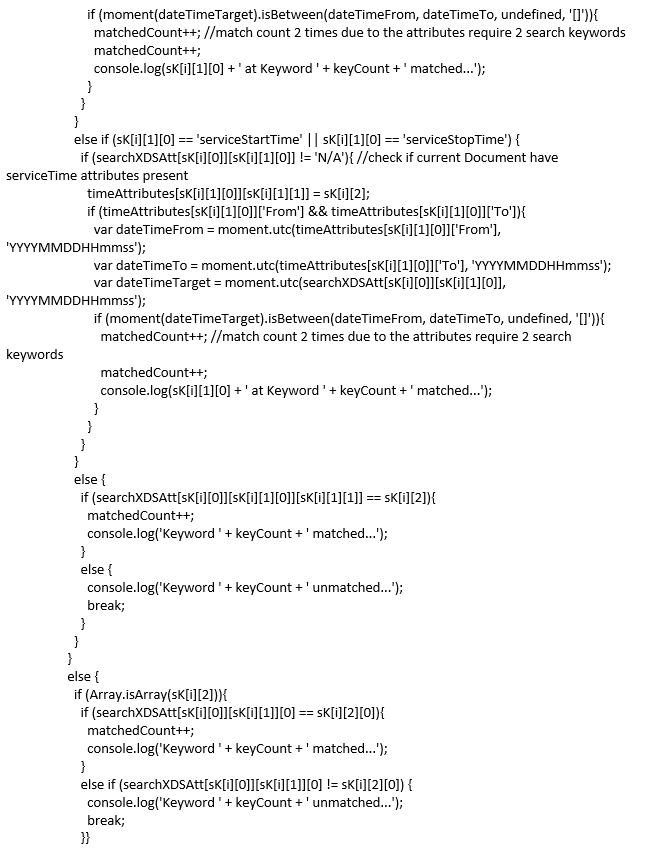 if (moment(dateTimeTarget).isBetween(dateTimeFrom, dateTimeTo, undefined, '[]')){
matchedCount++; //match count 2 times due to the attributes require 2 search keywords
matchedCount++;
console.log(sK[i][1][0] + ' at Keyword ' + keyCount + ' matched...');
}
}
}
else if (sK[i][1][0] == 'serviceStartTime' || sK[i][1][0] == 'serviceStopTime') {
if (searchXDSAtt[sK[i][0]][sK[i][1][0]] != 'N/A'){ //check if current Document have
serviceTime attributes present
timeAttributes[sK[i][1][0]][sK[i][1][1]] = sK[i][2];
if (timeAttributes[sK[i][1][0]]['From'] && timeAttributes[sK[i][1][0]]['To']){
var dateTimeFrom = moment.utc(timeAttributes[sK[i][1][0]]['From'],
'YYYYMMDDHHmmss');
var dateTimeTo = moment.utc(timeAttributes[sK[i][1][0]]['To'], 'YYYYMMDDHHmmss');
var dateTimeTarget = moment.utc(searchXDSAtt[sK[i][0]][sK[i][1][0]],
'YYYYMMDDHHmmss');
if (moment(dateTimeTarget).isBetween(dateTimeFrom, dateTimeTo, undefined, '[]')){
matchedCount++; //match count 2 times due to the attributes require 2 search
keywords
matchedCount++;
console.log(sK[i][1][0] + ' at Keyword ' + keyCount + ' matched...');
}
}
}
}
else {
if (searchXDSAtt[sK[i][0]][sK[i][1][0]][sK[i][1][1]] == sK[i][2]){
matchedCount++;
console.log('Keyword ' + keyCount + ' matched...');
}
else {
console.log('Keyword ' + keyCount + ' unmatched...');
break;
}
}
}
else {
if (Array.isArray(sK[i][2])){
if (searchXDSAtt[sK[i][0]][sK[i][1]][0] == sK[i][2][0]){
matchedCount++;
console.log('Keyword ' + keyCount + ' matched...');
}
else if (searchXDSAtt[sK[i][0]][sK[i][1]][0] != sK[i][2][0]) {
console.log('Keyword ' + keyCount + ' unmatched...');
break;
}}